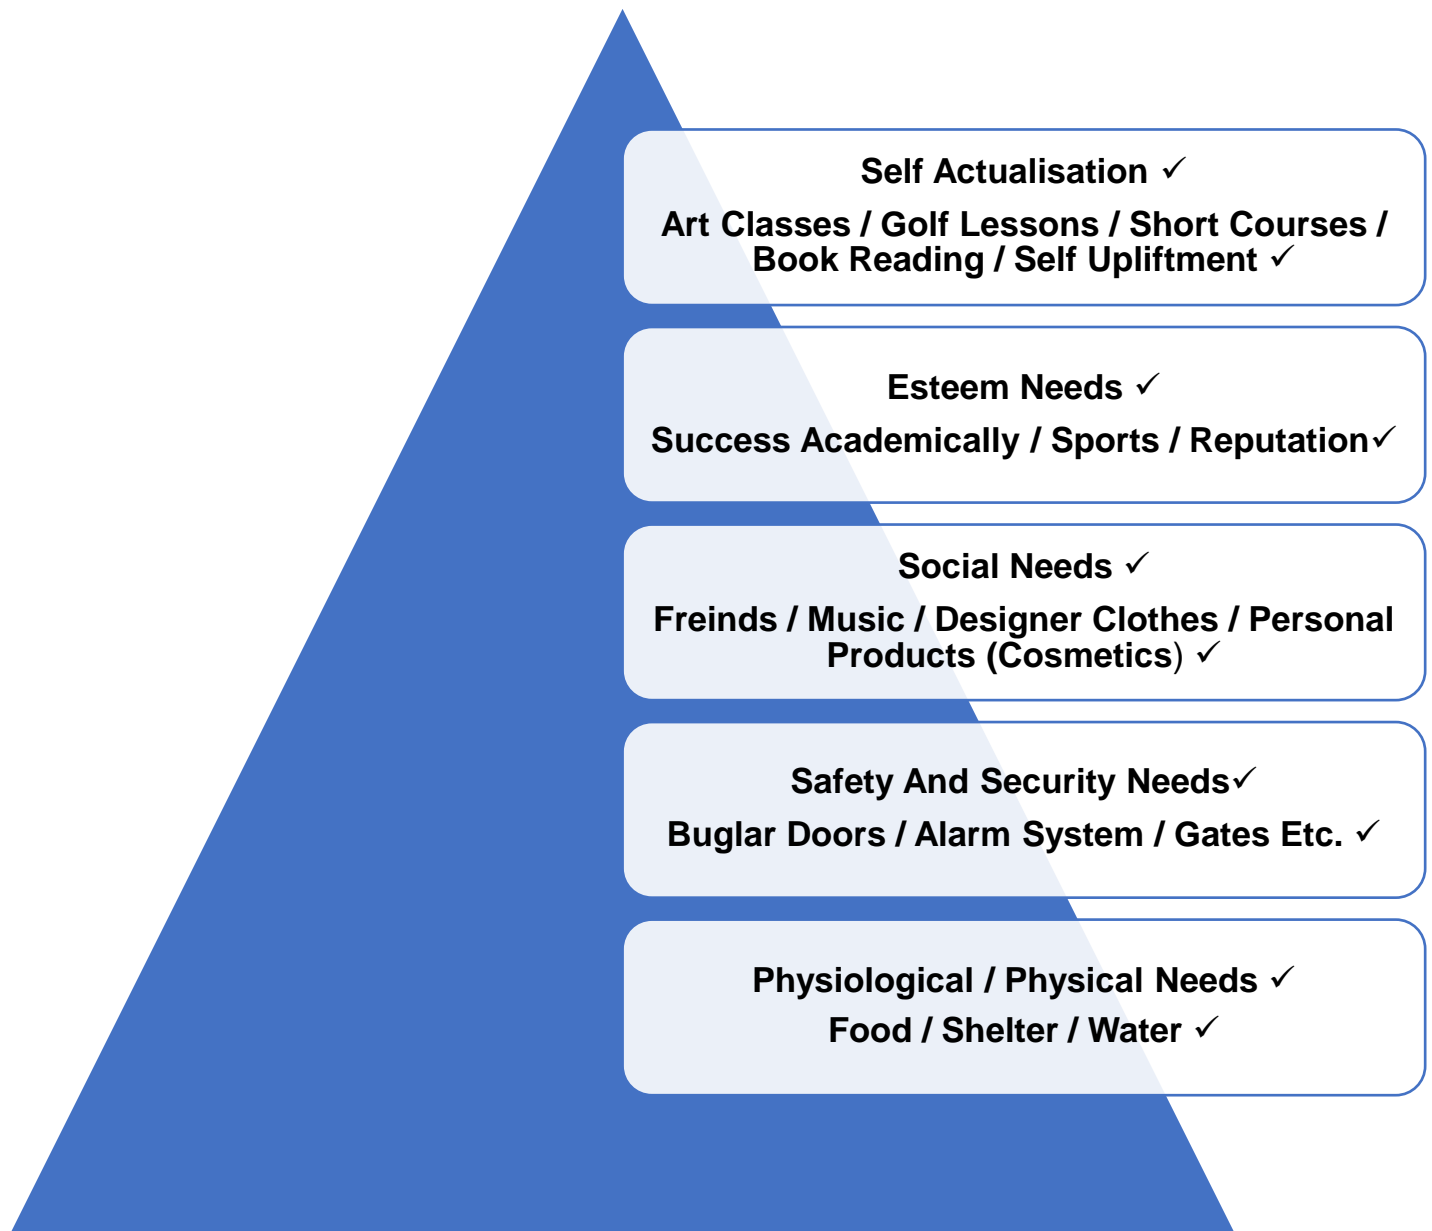 Self Actualisation ✓
Art Classes / Golf Lessons / Short Courses /
Book Reading / Self Upliftment ✓
Esteem Needs ✓
Success Academically / Sports / Reputation✓
Social Needs ✓
Freinds / Music / Designer Clothes / Personal
Products (Cosmetics) ✓
Safety And Security Needs✓
Buglar Doors / Alarm System / Gates Etc. ✓
Physiological / Physical Needs ✓
Food / Shelter / Water ✓